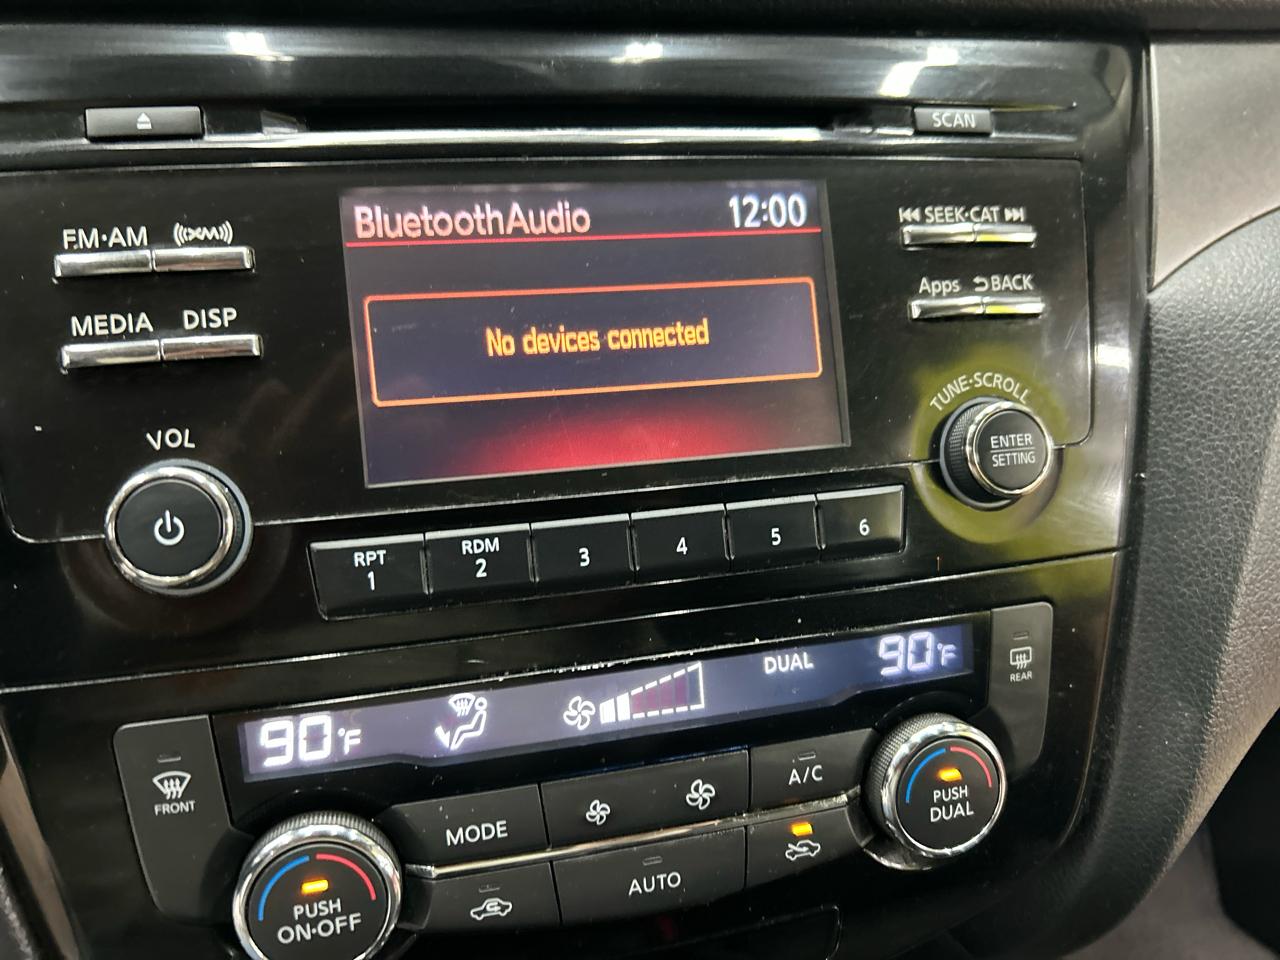 SCAN
FM·AM
((XM))
SEEK·CAT
BluetoothAudio 12:00
MEDIA DISP
Apps BACK
No devices connected
TUNE·SCROLL
ENTER
SETTING
VOL
RPT
1
RDM
2
3
4
5
6
90°F
DUAL
90°F
REAR
FRONT
MODE
A/C
AUTO
PUSH
DUAL
PUSH
ON·OFF